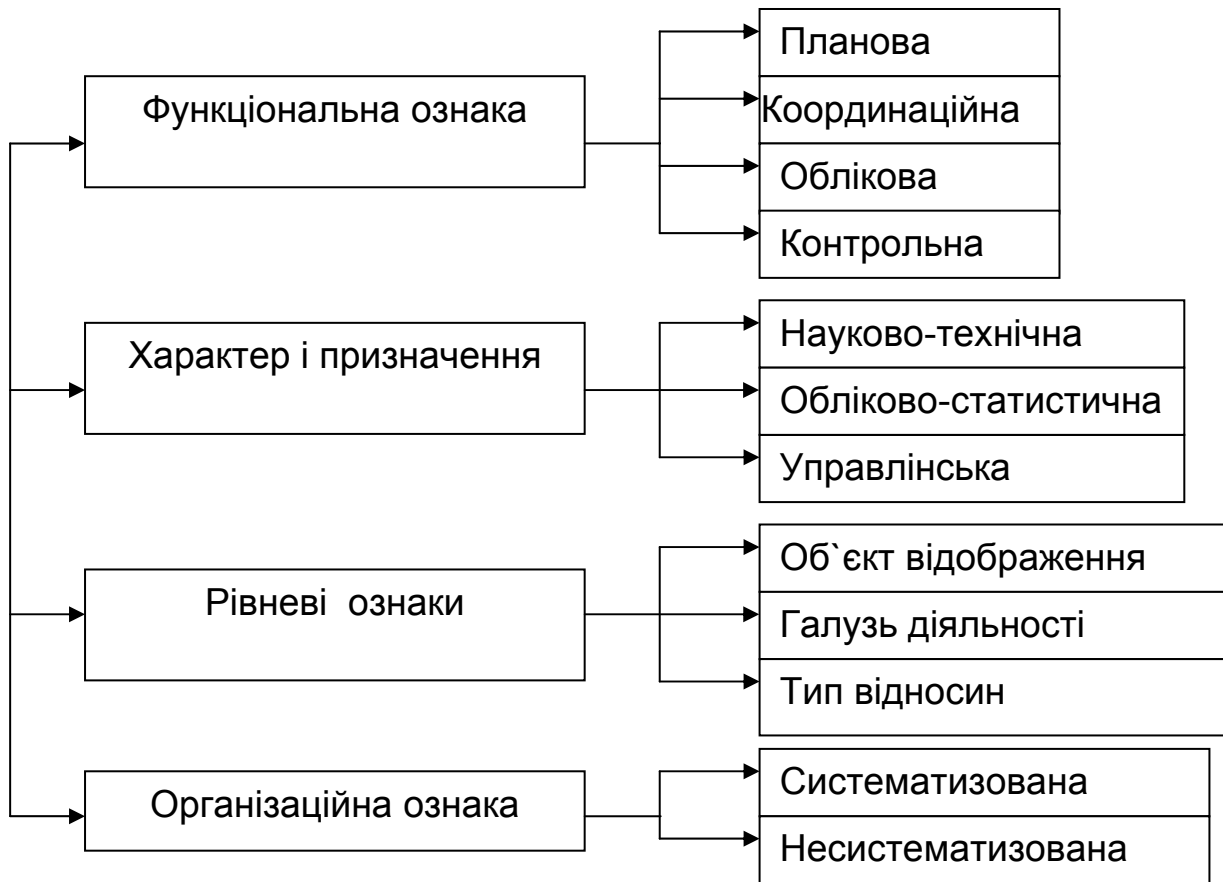 Функціональна ознака
Планова
Координаційна
Облікова
Контрольна
Характер і призначення
Науково-технічна
Обліково-статистична
Управлінська
Рівневі ознаки
Об`єкт відображення
Галузь діяльності
Тип відносин
Організаційна ознака
Систематизована
Несистематизована